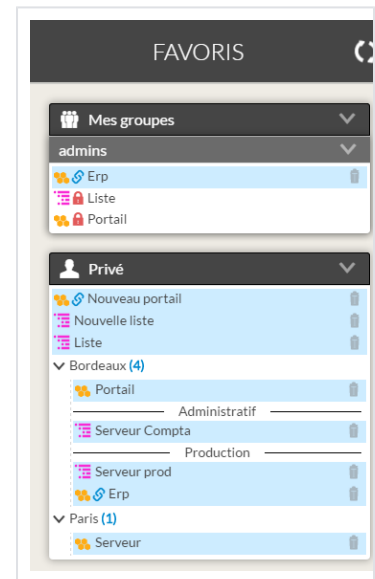 FAVORIS
Mes groupes
admins
Erp
Liste
Portail
Privé
Nouveau portail
Nouvelle liste
Liste
Bordeaux (4)
Portail
Administratif
Serveur Compta
Production
Serveur prod
Erp
Paris (1)
Serveur